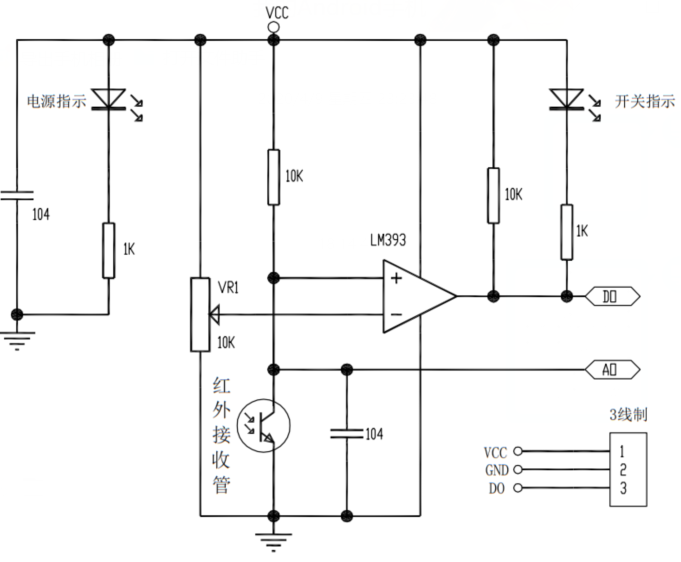 VCC
电源指示
开关指示
104
1K
10K
10K
1K
LM393
+
−
VR1
10K
DO
AO
红外接收管
104
3线制
VCC 1
GND 2
DO 3